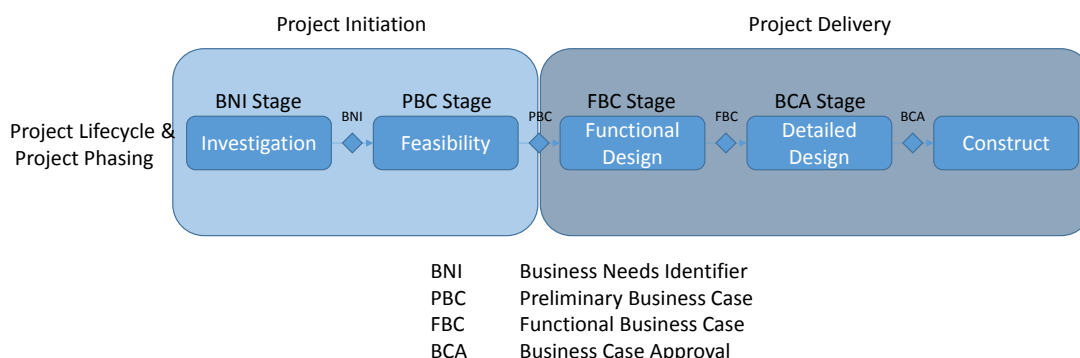 Project Initiation
Project Delivery
BNI Stage
PBC Stage
FBC Stage
BCA Stage
BNI
PBC
FBC
BCA
Project Lifecycle &
Project Phasing
Investigation
Feasibility
Functional
Design
Detailed
Design
Construct
BNI Business Needs Identifier
PBC Preliminary Business Case
FBC Functional Business Case
BCA Business Case Approval